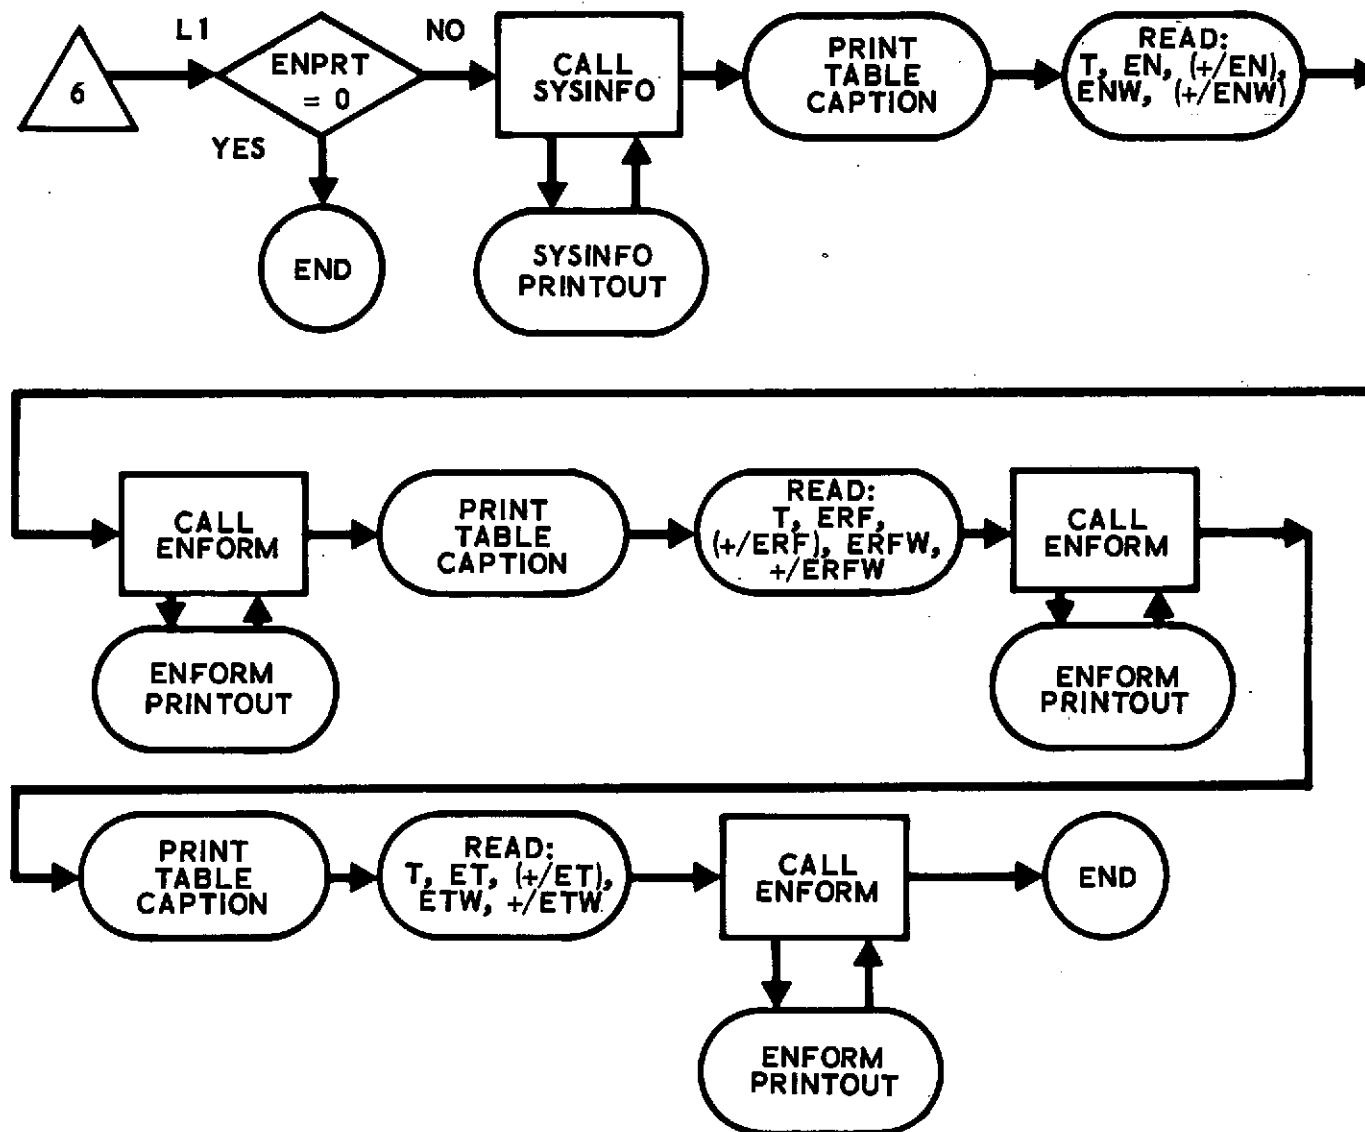 6
L1
ENPRT
= 0
NO
YES
END
CALL
SYSINFO
SYSINFO
PRINTOUT
PRINT
TABLE
CAPTION
READ:
T, EN, (+/EN),
ENW, (+/ENW)
CALL
ENFORM
ENFORM
PRINTOUT
PRINT
TABLE
CAPTION
READ:
T, ERF,
(+/ERF), ERFW,
+/ERFW
CALL
ENFORM
ENFORM
PRINTOUT
PRINT
TABLE
CAPTION
READ:
T, ET, (+/ET),
ETW, +/ETW
CALL
ENFORM
ENFORM
PRINTOUT
END